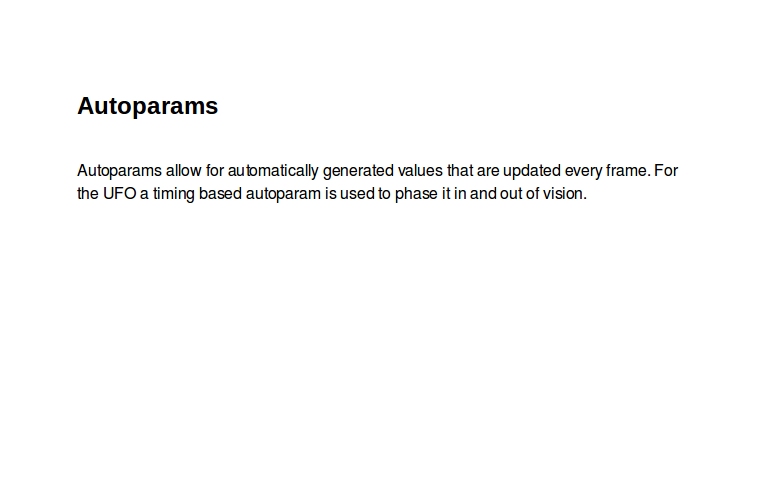 Autoparams
Autoparams allow for automatically generated values that are updated every frame. For
the UFO a timing based autoparam is used to phase it in and out of vision.